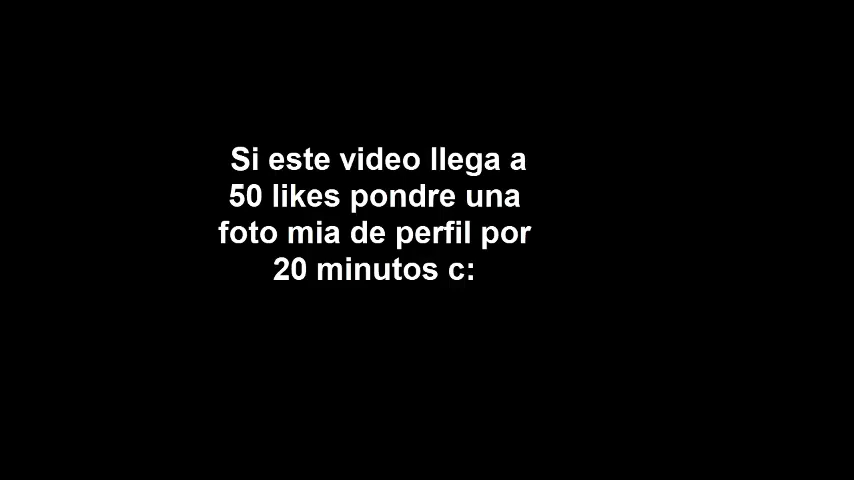 Si este video llega a
50 likes pondre una
foto mia de perfil por
20 minutos c: